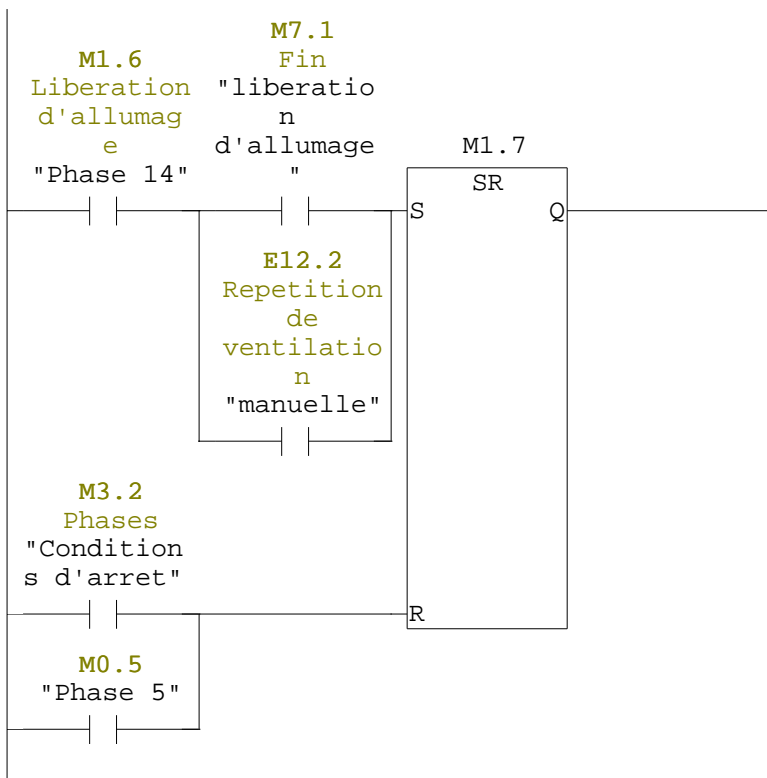 M7.1
Fin
"liberatio
n
d'allumage
"
M1.6
Liberation
d'allumag
e
"Phase 14"
M1.7
SR
S
Q
E12.2
Repetition
de
ventilatio
n
"manuelle"
M3.2
Phases
"Condition
s d'arret"
R
M0.5
"Phase 5"